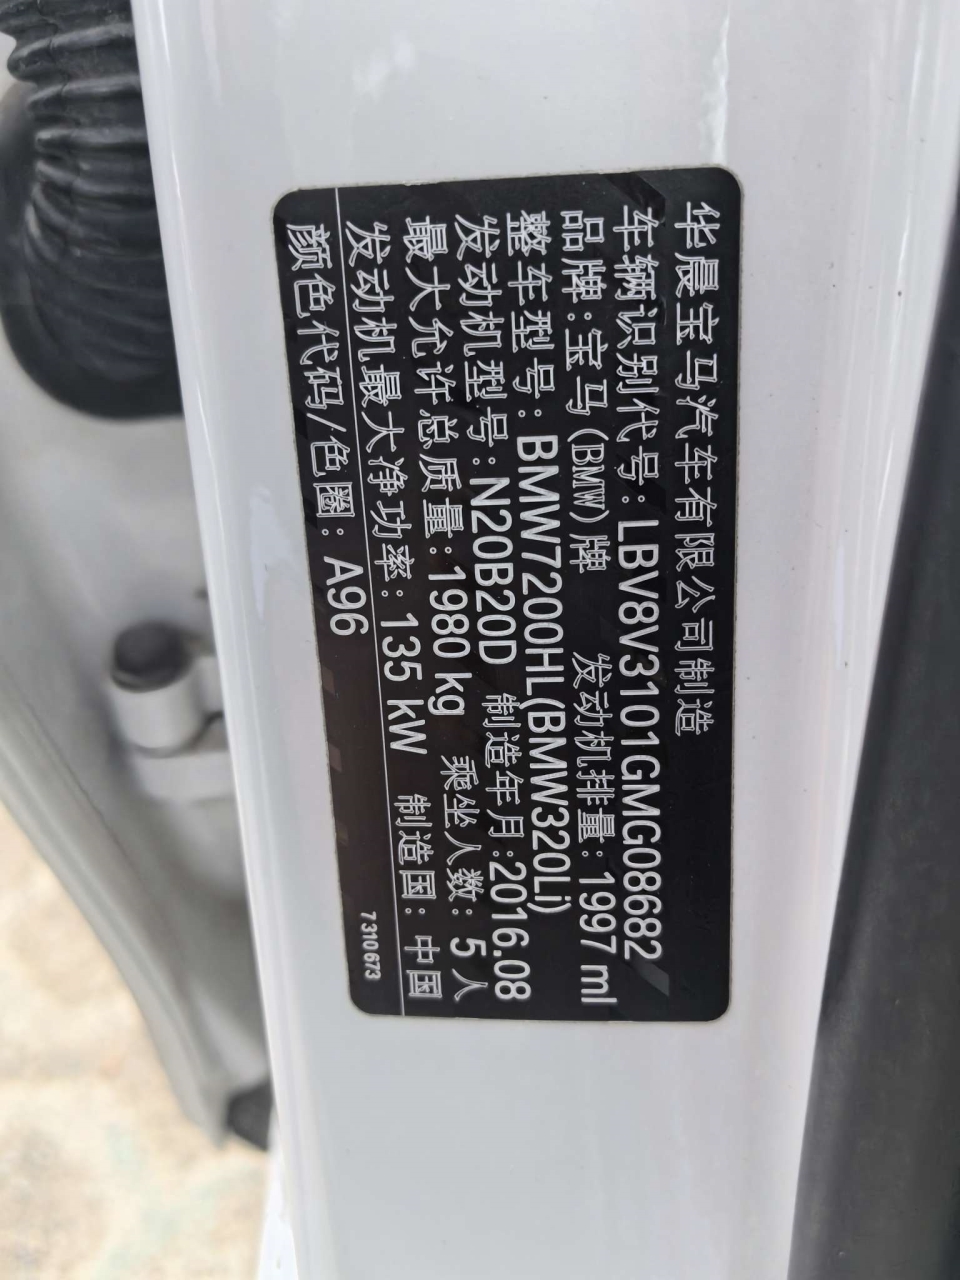 华晨宝马汽车有限公司制造
车辆识别代号:LBV8V3101GMG08682
品牌:宝马(BMW)牌 发动机排量:1997 ml
整车型号:BMW7200HL(BMW320Li)
发动机型号:N20B20D 制造年月:2016.08
最大允许总质量:1980 kg 乘坐人数:5人
发动机最大净功率:135 kW 制造国:中国
颜色代码/色圈:A96
7310673